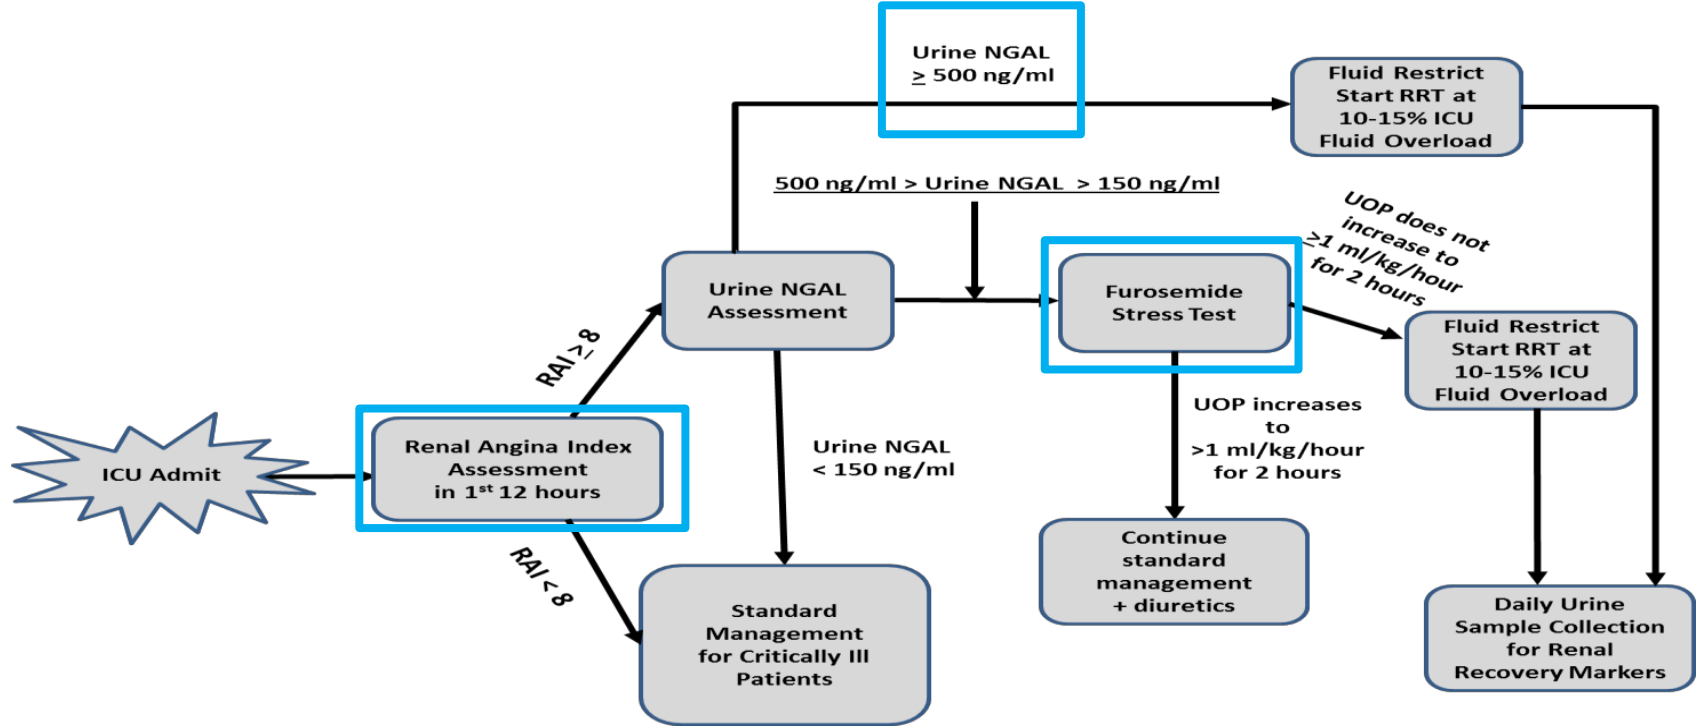 Urine NGAL
≥ 500 ng/ml
Fluid Restrict
Start RRT at
10-15% ICU
Fluid Overload
500 ng/ml > Urine NGAL > 150 ng/ml
UOP does not
increase to
≥1 ml/kg/hour
for 2 hours
Urine NGAL
Assessment
Furosemide
Stress Test
Fluid Restrict
Start RRT at
10-15% ICU
Fluid Overload
RAI ≥ 8
UOP increases
to
>1 ml/kg/hour
for 2 hours
Urine NGAL
< 150 ng/ml
ICU Admit
Renal Angina Index
Assessment
in 1st 12 hours
RAI < 8
Continue
standard
management
+ diuretics
Standard
Management
for Critically Ill
Patients
Daily Urine
Sample Collection
for Renal
Recovery Markers